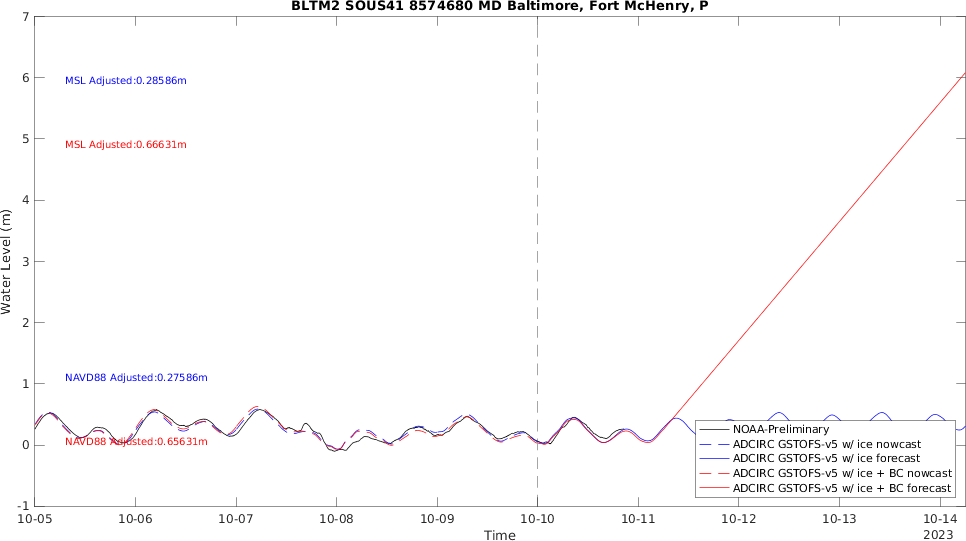 BLTM2 SOUS41 8574680 MD Baltimore, Fort McHenry, P
7
6
5
4
3
2
1
0
-1
Water Level (m)
MSL Adjusted:0.28586m
MSL Adjusted:0.66631m
NAVD88 Adjusted:0.27586m
NAVD88 Adjusted:0.65631m
NOAA-Preliminary
ADCIRC GSTOFS-v5 w/ ice nowcast
ADCIRC GSTOFS-v5 w/ ice forecast
ADCIRC GSTOFS-v5 w/ ice + BC nowcast
ADCIRC GSTOFS-v5 w/ ice + BC forecast
10-05 10-06 10-07 10-08 10-09 10-10 10-11 10-12 10-13 10-14
2023
Time